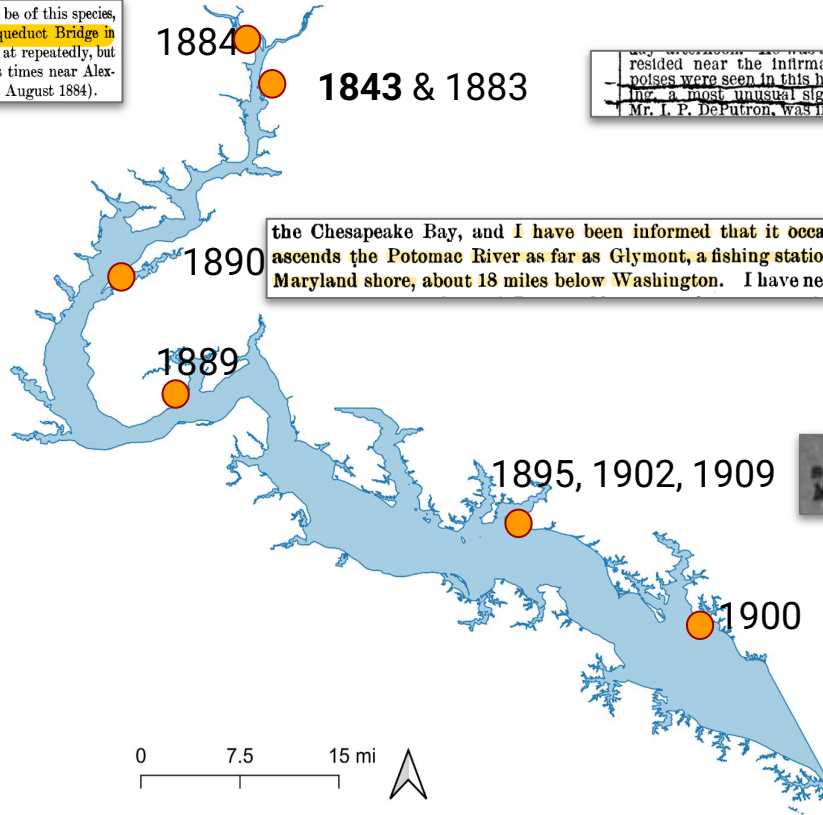 be of this species,
queduct Bridge in
at repeatedly, but
s times near Alex-
August 1884).
1884
1843 & 1883
resided near the infirma
poises were seen in this h
ing, a most unusual sig
Mr. I. P. DePutron, was
1890
the Chesapeake Bay, and I have been informed that it occa
ascends the Potomac River as far as Glymont, a fishing statio
Maryland shore, about 18 miles below Washington. I have ne
1889
1895, 1902, 1909
1900
0 7.5 15 mi